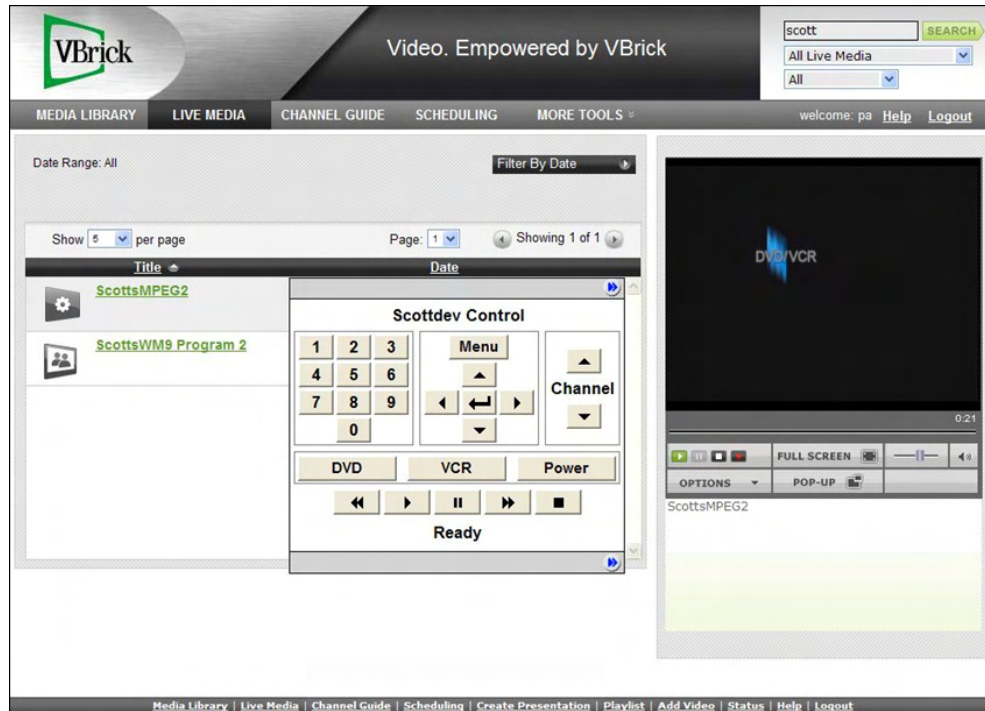 VBrick
Video. Empowered by VBrick
scott
SEARCH
All Live Media
All
MEDIA LIBRARY LIVE MEDIA CHANNEL GUIDE SCHEDULING MORE TOOLS
welcome: pa Help Logout
Date Range: All
Filter By Date
Show 5 per page
Page: 1
Showing 1 of 1
Title Date
ScottsMPEG2
ScottsWM9 Program 2
Scottdev Control
1 2 3 Menu
4 5 6
Channel
7 8 9
0
DVD VCR Power
Ready
DVD/VCR
0:21
FULL SCREEN
OPTIONS POP-UP
ScottsMPEG2
Media Library | Live Media | Channel Guide | Scheduling | Create Presentation | Playlist | Add Video | Status | Help | Logout